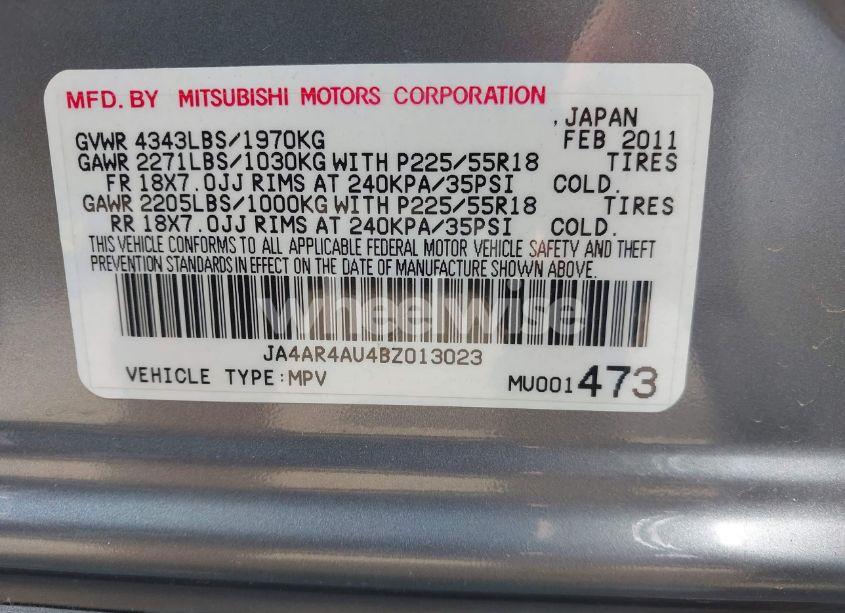 MFD. BY MITSUBISHI MOTORS CORPORATION
, JAPAN
GVWR 4343LBS/1970KG FEB 2011
GAWR 2271LBS/1030KG WITH P225/55R18 TIRES
FR 18X7.0JJ RIMS AT 240KPA/35PSI COLD.
GAWR 2205LBS/1000KG WITH P225/55R18 TIRES
RR 18X7.0JJ RIMS AT 240KPA/35PSI COLD.
THIS VEHICLE CONFORMS TO ALL APPLICABLE FEDERAL MOTOR VEHICLE SAFETY AND THEFT
PREVENTION STANDARDS IN EFFECT ON THE DATE OF MANUFACTURE SHOWN ABOVE.
wheelwise
JA4AR4AU4BZ013023
VEHICLE TYPE:MPV MU001473